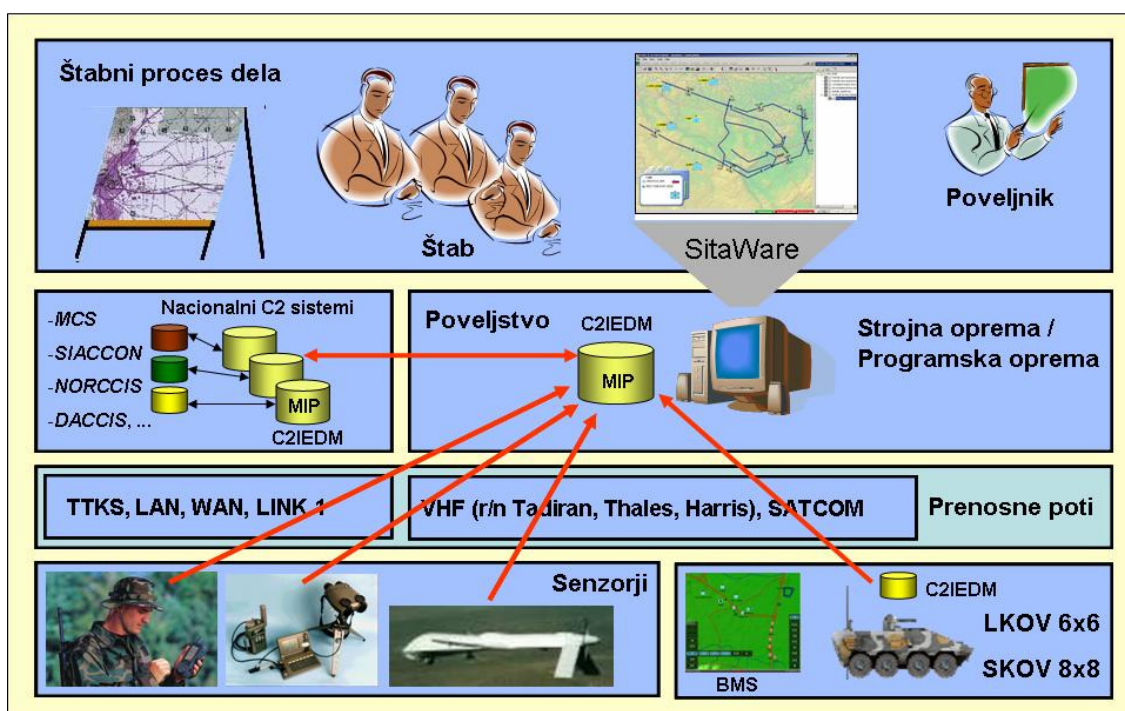 Štabni proces dela
Štab
SitaWare
Poveljnik
Nacionalni C2 sistemi
-MCS
-SIACCON
-NORCCIS
-DACCIS, ...
MIP
C2IEDM
Poveljstvo
C2IEDM
MIP
Strojna oprema /
Programska oprema
TTKS, LAN, WAN, LINK 1
VHF (r/n Tadiran, Thales, Harris), SATCOM
Prenosne poti
Senzorji
BMS
C2IEDM
LKOV 6x6
SKOV 8x8